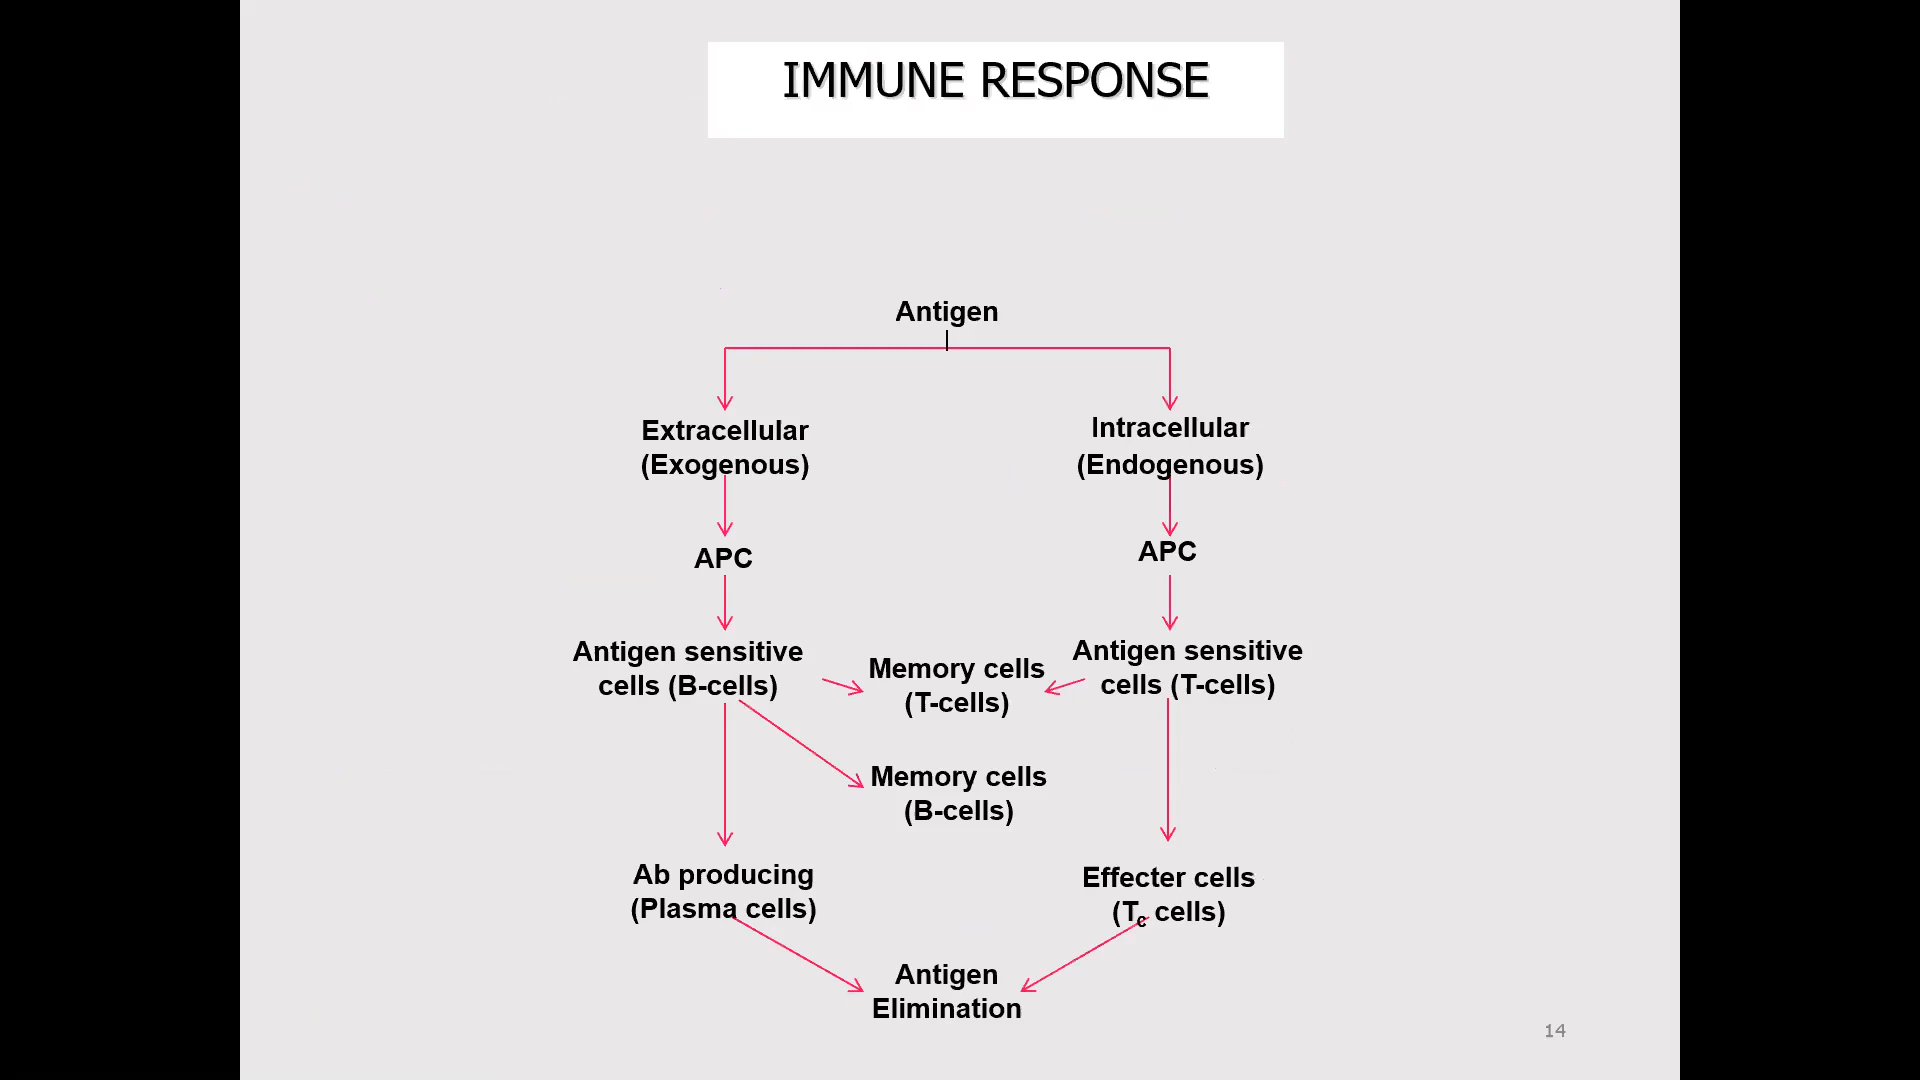 IMMUNE RESPONSE
Antigen
Extracellular
(Exogenous)
Intracellular
(Endogenous)
APC
APC
Antigen sensitive
cells (B-cells)
Memory cells
(T-cells)
Antigen sensitive
cells (T-cells)
Memory cells
(B-cells)
Ab producing
(Plasma cells)
Effecter cells
(Tc cells)
Antigen
Elimination
14